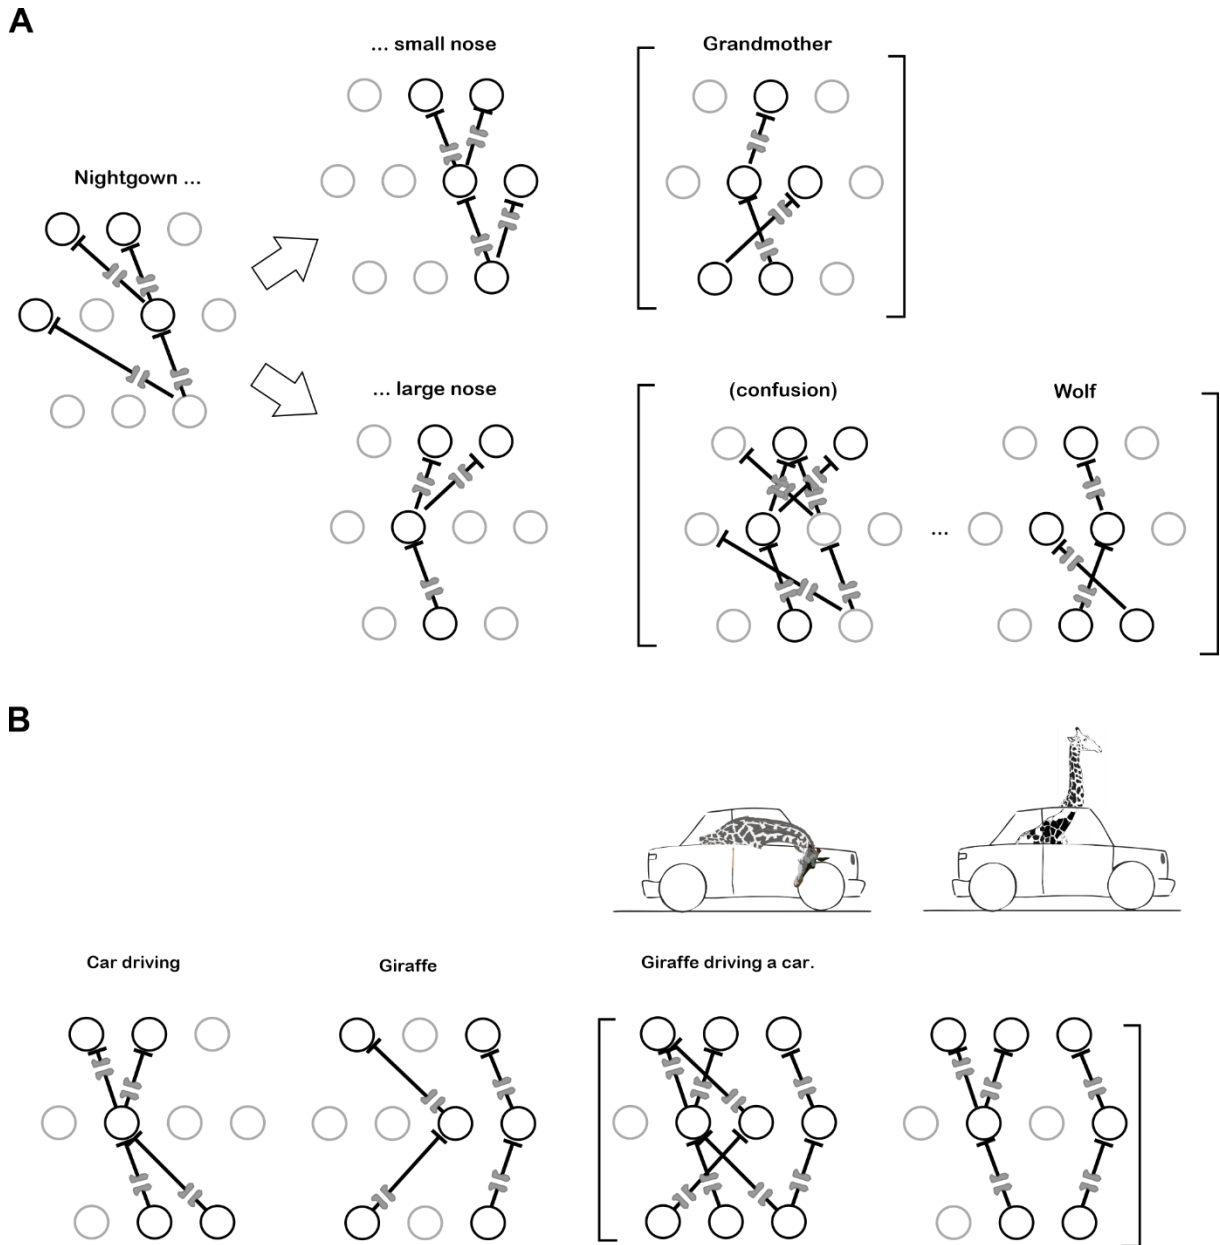 A
... small nose
Grandmother
Nightgown ...
... large nose
(confusion)
Wolf
...
B
Car driving
Giraffe
Giraffe driving a car.